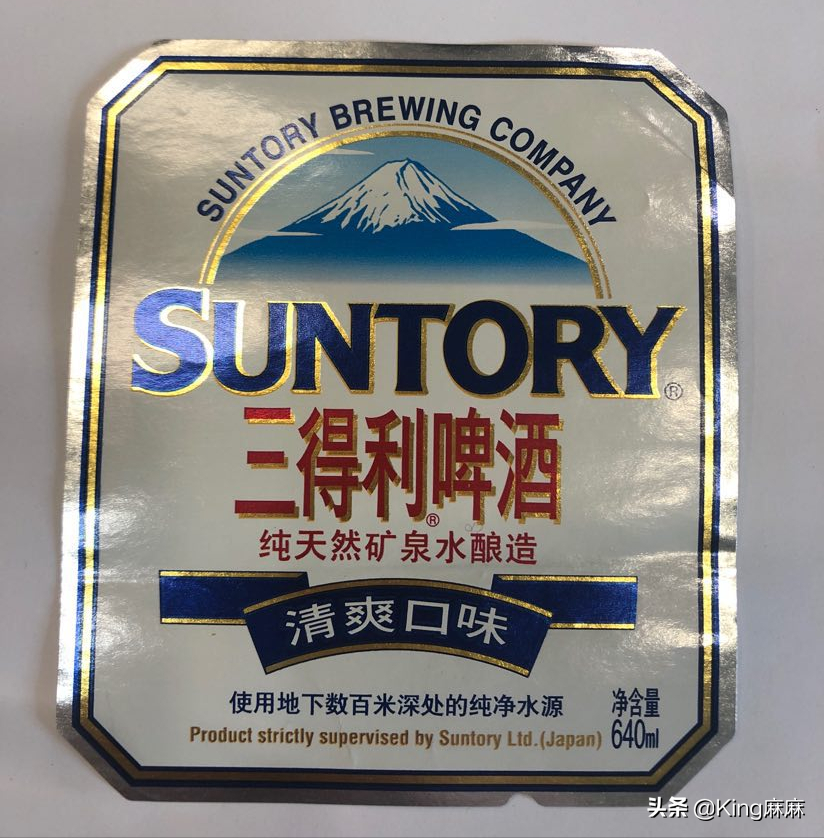 SUNTORY BREWING COMPANY
SUNTORY®
三得利®啤酒
纯天然矿泉水酿造
清爽口味
使用地下数百米深处的纯净水源
净含量
Product strictly supervised by Suntory Ltd.(Japan)
640ml
头条 @King麻麻